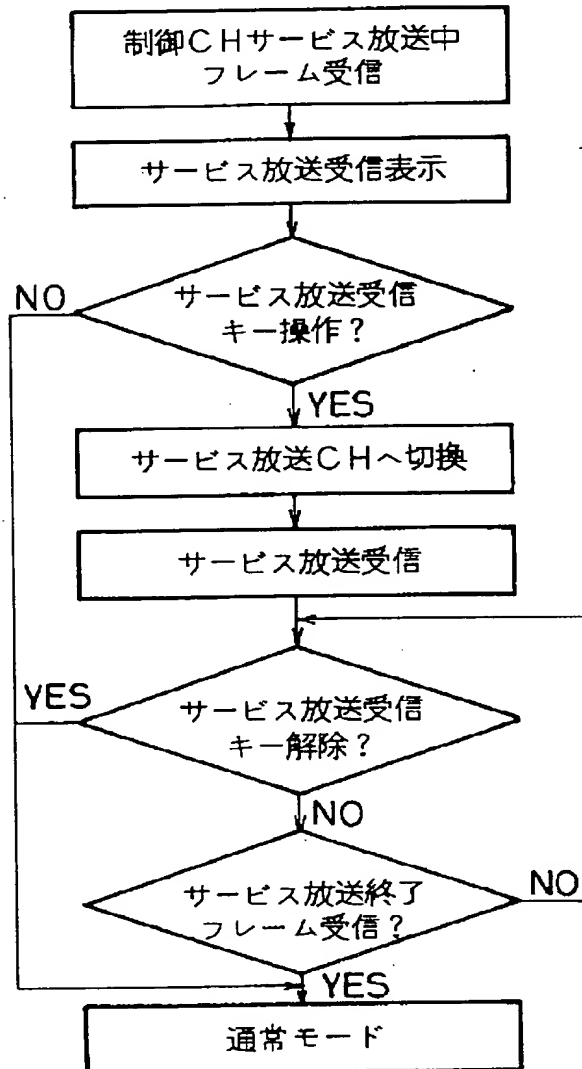 制御CHサービス放送中
フレーム受信
サービス放送受信表示
サービス放送受信
キー操作?
NO
YES
サービス放送CHへ切換
サービス放送受信
サービス放送受信
キー解除?
YES
NO
サービス放送終了
フレーム受信?
NO
YES
通常モード